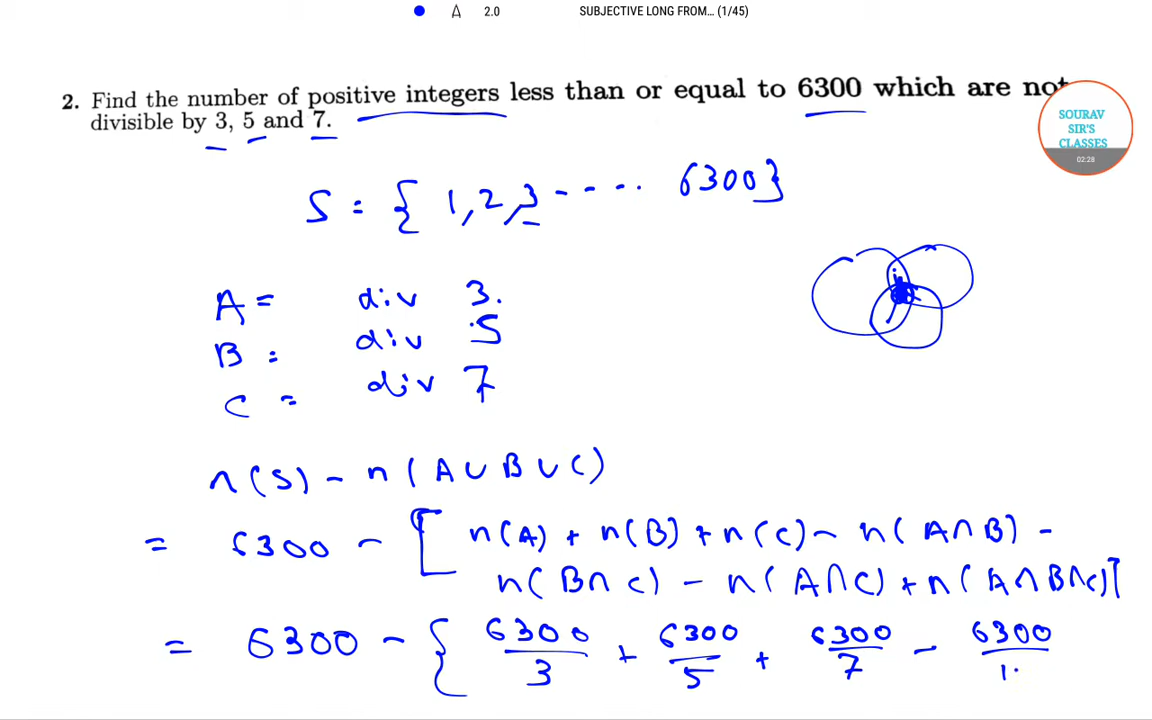 A 2.0 SUBJECTIVE LONG FROM... (1/45)
2. Find the number of positive integers less than or equal to 6300 which are not
divisible by 3, 5 and 7.
SOURAV
SIR'S
CLASSES
02:28
S = { 1, 2, 3 ---- 6300}
A = div 3.
B = div 5
C = div 7
n(S) - n(A∪B∪C)
= 6300 - [ n(A) + n(B) + n(C) - n(A∩B) -
n(B∩C) - n(A∩C) + n(A∩B∩C)]
= 6300 - { 6300/3 + 6300/5 + 6300/7 - 6300/1